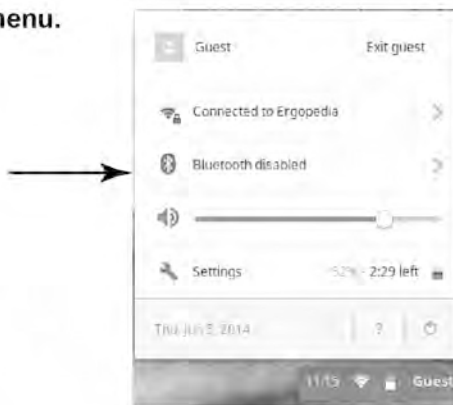 nenu.
Guest Exit guest
Connected to Ergopedia
Bluetooth disabled
Settings 52% - 2:29 left
Thu, Jun 5, 2014 ?
11:15 Guest